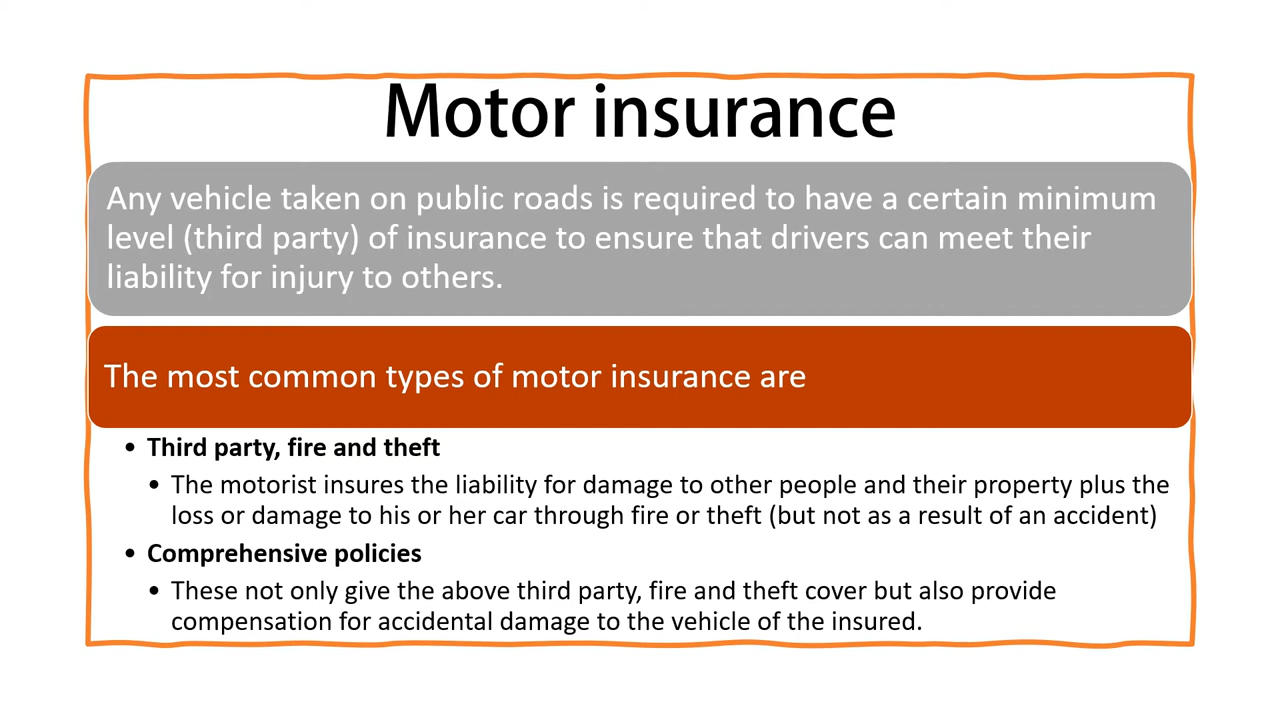 Motor insurance
Any vehicle taken on public roads is required to have a certain minimum
level (third party) of insurance to ensure that drivers can meet their
liability for injury to others.
The most common types of motor insurance are
• Third party, fire and theft
• The motorist insures the liability for damage to other people and their property plus the
loss or damage to his or her car through fire or theft (but not as a result of an accident)
• Comprehensive policies
• These not only give the above third party, fire and theft cover but also provide
compensation for accidental damage to the vehicle of the insured.